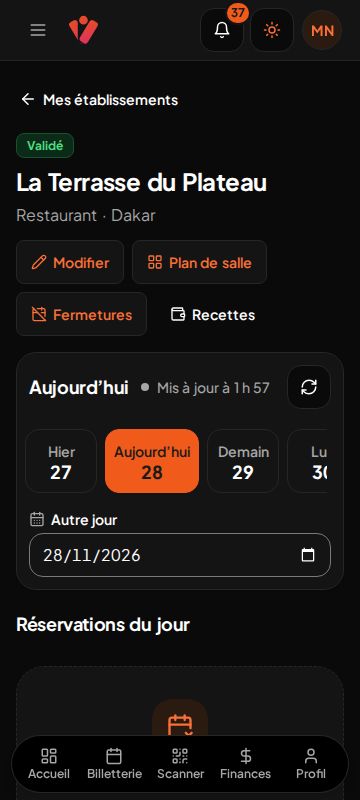 37
MN
Mes établissements
Validé
La Terrasse du Plateau
Restaurant · Dakar
Modifier
Plan de salle
Fermetures
Recettes
Aujourd'hui
Mis à jour à 1 h 57
Hier
27
Aujourd'hui
28
Demain
29
Autre jour
28/11/2026
Réservations du jour
Accueil
Billetterie
Scanner
Finances
Profil